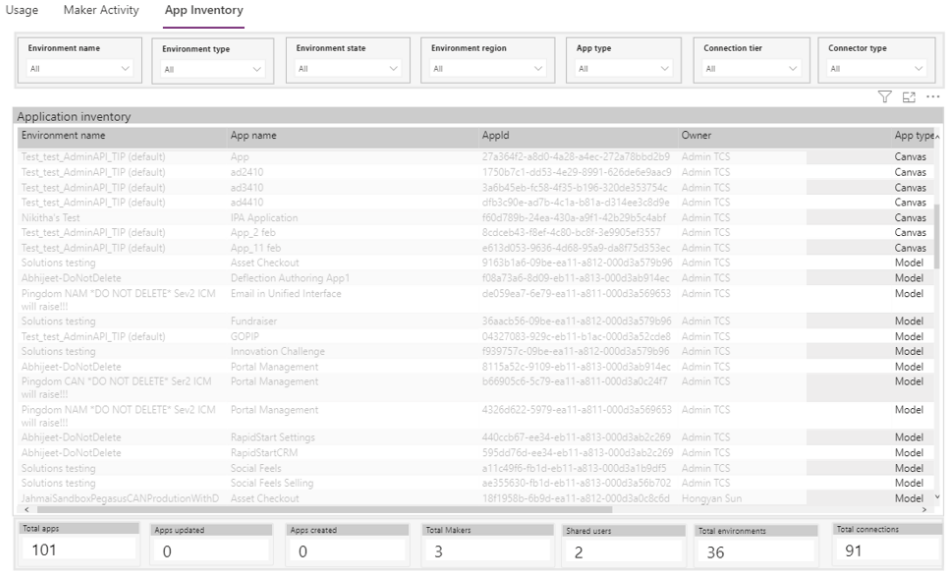 Usage Maker Activity App Inventory
Environment name Environment type Environment state Environment region App type Connection tier Connector type
All All All All All All All
Application inventory
Environment name App name AppId Owner App type
Test_test_AdminAPI_TIP (default) App 27a364f2-a8d0-4a28-a4ec-272a78bbd2b9 Admin TCS Canvas
Test_test_AdminAPI_TIP (default) ad2410 1750b7c1-dd53-4e29-8991-626de6e9aac9 Admin TCS Canvas
Test_test_AdminAPI_TIP (default) ad3410 3a6b45eb-fc58-4f35-b196-320de353754c Admin TCS Canvas
Test_test_AdminAPI_TIP (default) ad4410 dfb3c90e-ad7b-4c1a-b81a-d314ee3c8d9e Admin TCS Canvas
Nikitha's Test IPA Application f60d789b-24ea-430a-a9f1-42b29b5c4abf Admin TCS Canvas
Test_test_AdminAPI_TIP (default) App_2 feb 8cdceb43-f8ef-4c80-bc8f-3e9905ef3557 Admin TCS Canvas
Test_test_AdminAPI_TIP (default) App_11 feb e613d053-9636-4d68-95a9-da8f75d353ec Admin TCS Canvas
Solutions testing Asset Checkout 9163b1a6-09be-ea11-a812-000d3a579b96 Admin TCS Model
Abhijeet-DoNotDelete Deflection Authoring App1 f08a73a6-8d09-eb11-a813-000d3ab914ec Admin TCS Model
Pingdom NAM *DO NOT DELETE* Sev2 ICM Email in Unified Interface de059ea7-6e79-ea11-a811-000d3a569653 Admin TCS Model
will raise!!!
Solutions testing Fundraiser 36aacb56-09be-ea11-a812-000d3a579b96 Admin TCS Model
Test_test_AdminAPI_TIP (default) GOPIP 04327083-929c-eb11-b1ac-000d3a52cde8 Admin TCS Model
Solutions testing Innovation Challenge f939757c-09be-ea11-a812-000d3a579b96 Admin TCS Model
Abhijeet-DoNotDelete Portal Management 8115a52c-9109-eb11-a813-000d3ab914ec Admin TCS Model
Pingdom CAN *DO NOT DELETE* Ser2 ICM Portal Management b66905c6-5c79-ea11-a811-000d3a0c24f7 Admin TCS Model
will raise!!!
Pingdom NAM *DO NOT DELETE* Sev2 ICM Portal Management 4326d622-5979-ea11-a811-000d3a569653 Admin TCS Model
will raise!!!
Abhijeet-DoNotDelete RapidStart Settings 440ccb67-ee34-eb11-a813-000d3ab2c269 Admin TCS Model
Abhijeet-DoNotDelete RapidStartCRM 595dd76d-ee34-eb11-a813-000d3ab2c269 Admin TCS Model
Solutions testing Social Feels a11c49f6-fb1d-eb11-a813-000d3a1b9df5 Admin TCS Model
Solutions testing Social Feels Selling ae355630-fb1d-eb11-a813-000d3a56b702 Admin TCS Model
JahmaiSandboxPegasusCANProdutionWithD Asset Checkout 18f1958b-6b9d-ea11-a812-000d3a0c8c6d Hongyan Sun Model
Total apps Apps updated Apps created Total Makers Shared users Total environments Total connections
101 0 0 3 2 36 91